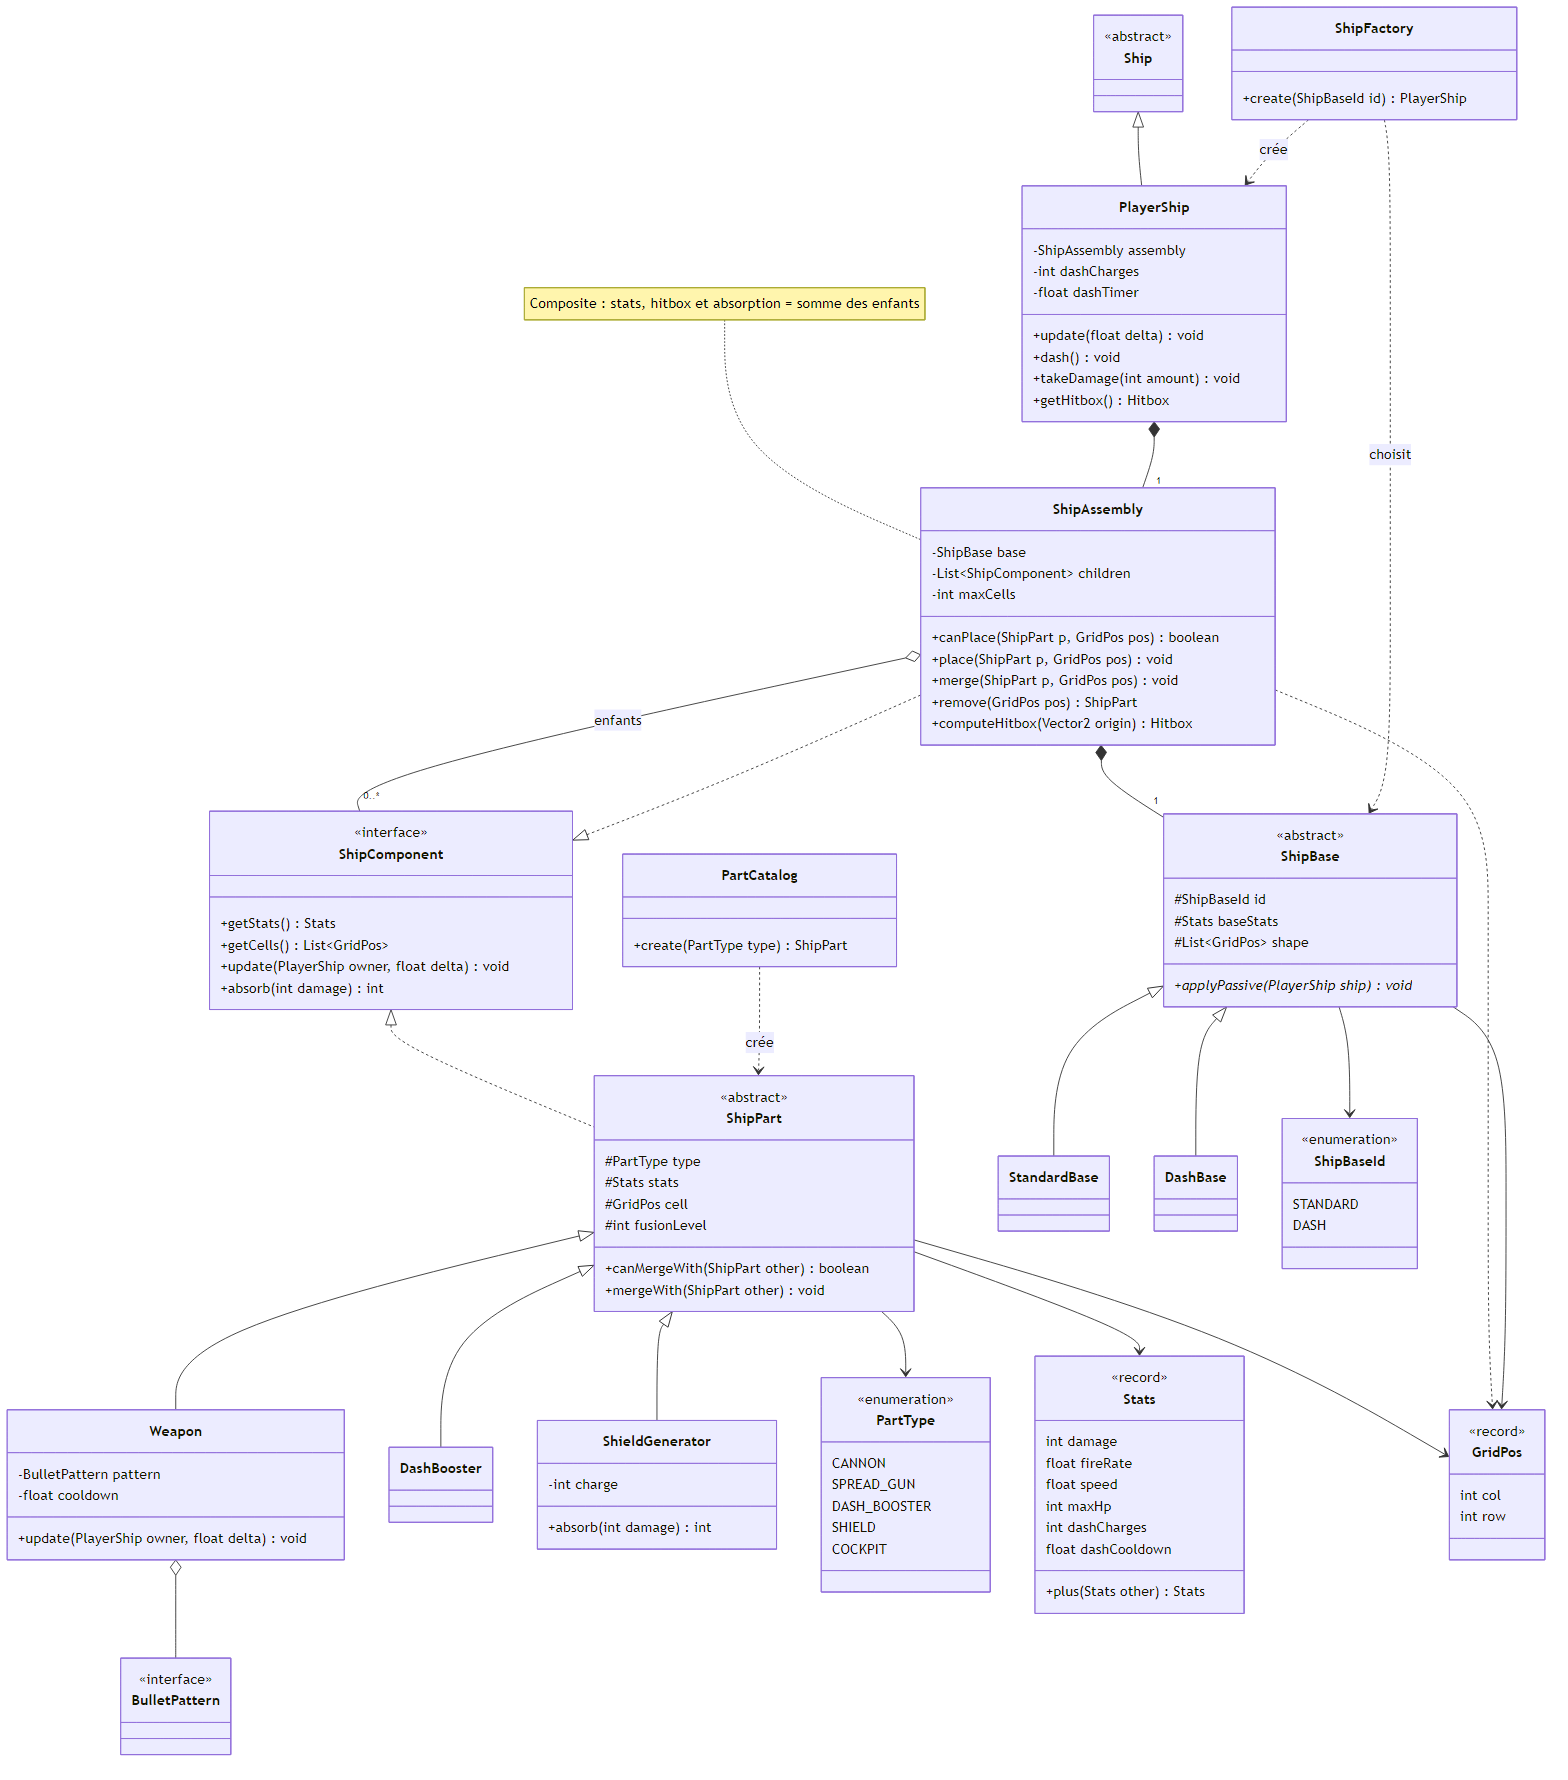 «abstract»
Ship
ShipFactory
+create(ShipBaseId id) : PlayerShip
crée
PlayerShip
-ShipAssembly assembly
-int dashCharges
-float dashTimer
+update(float delta) : void
+dash() : void
+takeDamage(int amount) : void
+getHitbox() : Hitbox
Composite : stats, hitbox et absorption = somme des enfants
choisit
1
ShipAssembly
-ShipBase base
-List<ShipComponent> children
-int maxCells
+canPlace(ShipPart p, GridPos pos) : boolean
+place(ShipPart p, GridPos pos) : void
+merge(ShipPart p, GridPos pos) : void
+remove(GridPos pos) : ShipPart
+computeHitbox(Vector2 origin) : Hitbox
enfants
0..*
1
«interface»
ShipComponent
+getStats() : Stats
+getCells() : List<GridPos>
+update(PlayerShip owner, float delta) : void
+absorb(int damage) : int
PartCatalog
+create(PartType type) : ShipPart
«abstract»
ShipBase
#ShipBaseId id
#Stats baseStats
#List<GridPos> shape
+applyPassive(PlayerShip ship) : void
crée
«abstract»
ShipPart
#PartType type
#Stats stats
#GridPos cell
#int fusionLevel
+canMergeWith(ShipPart other) : boolean
+mergeWith(ShipPart other) : void
StandardBase
DashBase
«enumeration»
ShipBaseId
STANDARD
DASH
Weapon
-BulletPattern pattern
-float cooldown
+update(PlayerShip owner, float delta) : void
DashBooster
ShieldGenerator
-int charge
+absorb(int damage) : int
«enumeration»
PartType
CANNON
SPREAD_GUN
DASH_BOOSTER
SHIELD
COCKPIT
«record»
Stats
int damage
float fireRate
float speed
int maxHp
int dashCharges
float dashCooldown
+plus(Stats other) : Stats
«record»
GridPos
int col
int row
«interface»
BulletPattern